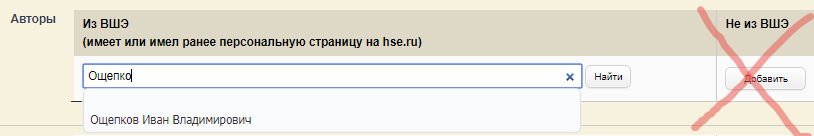 Авторы
Из ВШЭ
(имеет или имел ранее персональную страницу на hse.ru)
Не из ВШЭ
Ощепко
Найти
Добавить
Ощепков Иван Владимирович